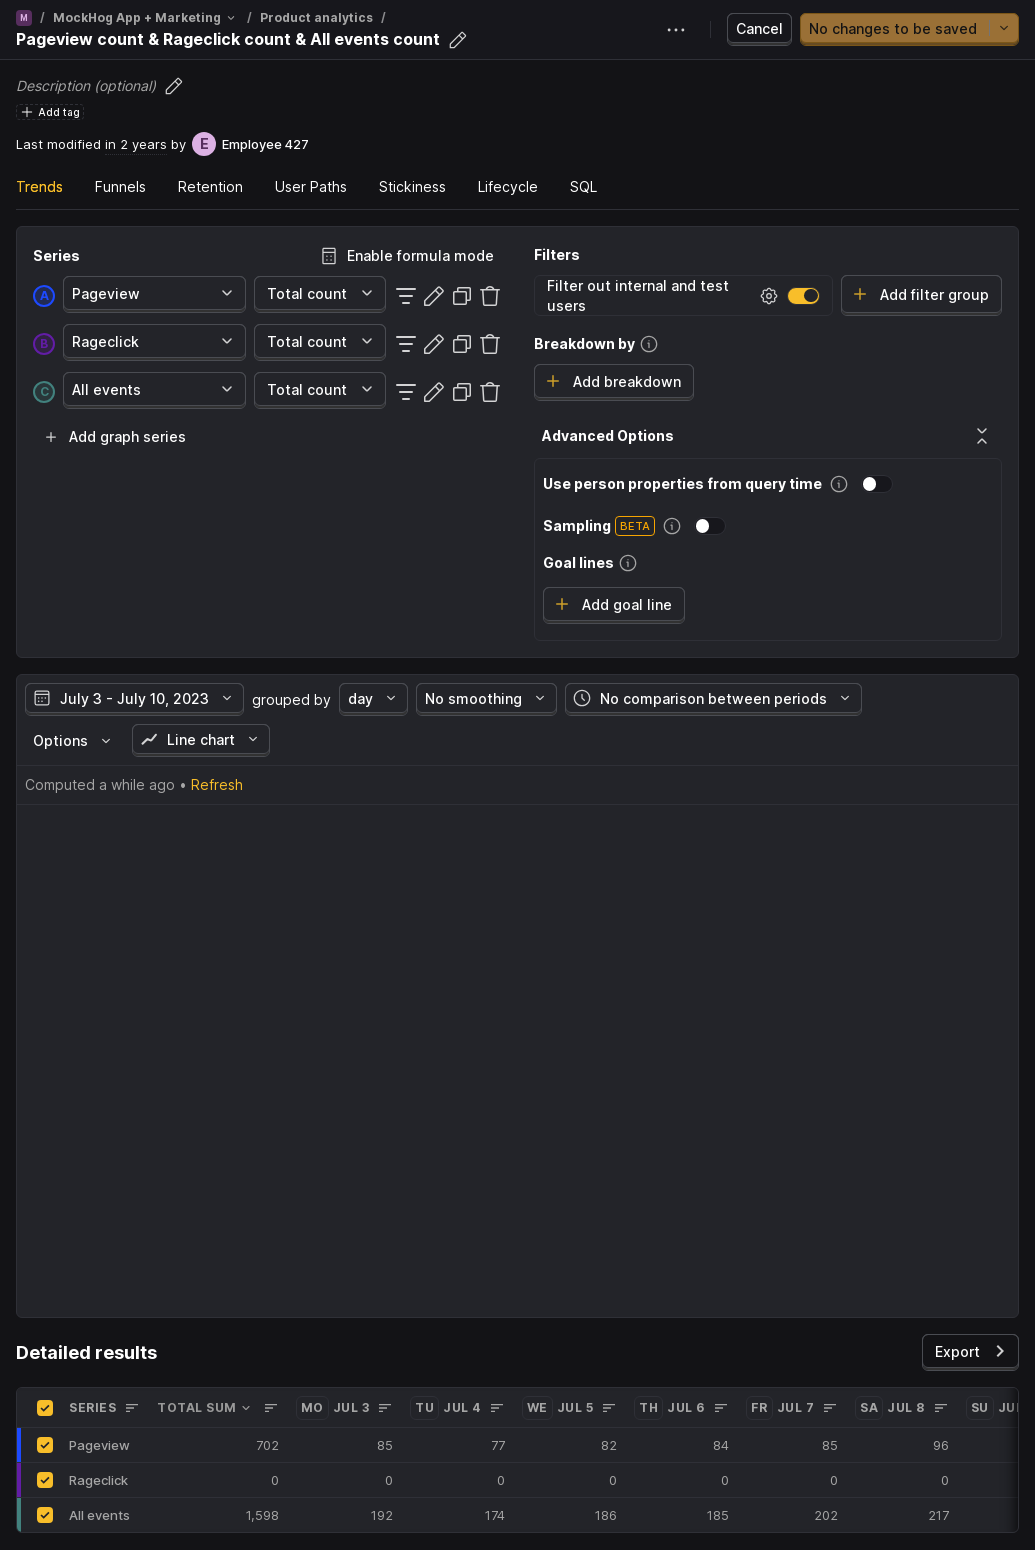 M / MockHog App + Marketing / Product analytics /
Pageview count & Rageclick count & All events count
Cancel
No changes to be saved
Description (optional)
Add tag
Last modified in 2 years by E Employee 427
Trends Funnels Retention User Paths Stickiness Lifecycle SQL
Series
Enable formula mode
A Pageview Total count
B Rageclick Total count
C All events Total count
Add graph series
Filters
Filter out internal and test
users
Add filter group
Breakdown by
Add breakdown
Advanced Options
Use person properties from query time
Sampling BETA
Goal lines
Add goal line
July 3 - July 10, 2023 grouped by day No smoothing No comparison between periods
Options Line chart
Computed a while ago • Refresh
Detailed results
Export
SERIES TOTAL SUM MO JUL 3 TU JUL 4 WE JUL 5 TH JUL 6 FR JUL 7 SA JUL 8 SU
Pageview 702 85 77 82 84 85 96
Rageclick 0 0 0 0 0 0 0
All events 1,598 192 174 186 185 202 217